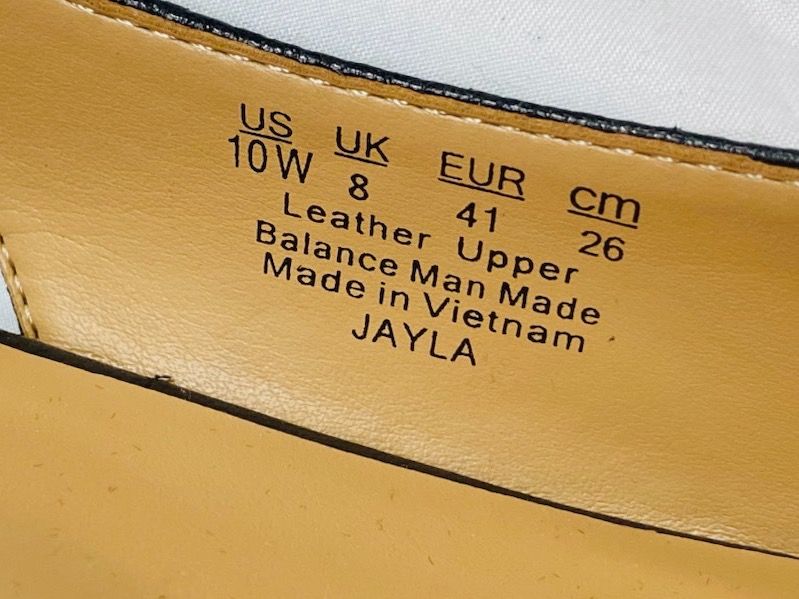 US UK EUR cm
10W 8 41 26
Leather Upper
Balance Man Made
Made in Vietnam
JAYLA